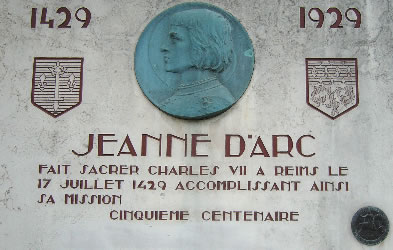 1429 1929
JEANNE D'ARC
FAIT SACRER CHARLES VII A REIMS LE
17 JUILLET 1429 ACCOMPLISSANT AINSI
SA MISSION
CINQUIEME CENTENAIRE